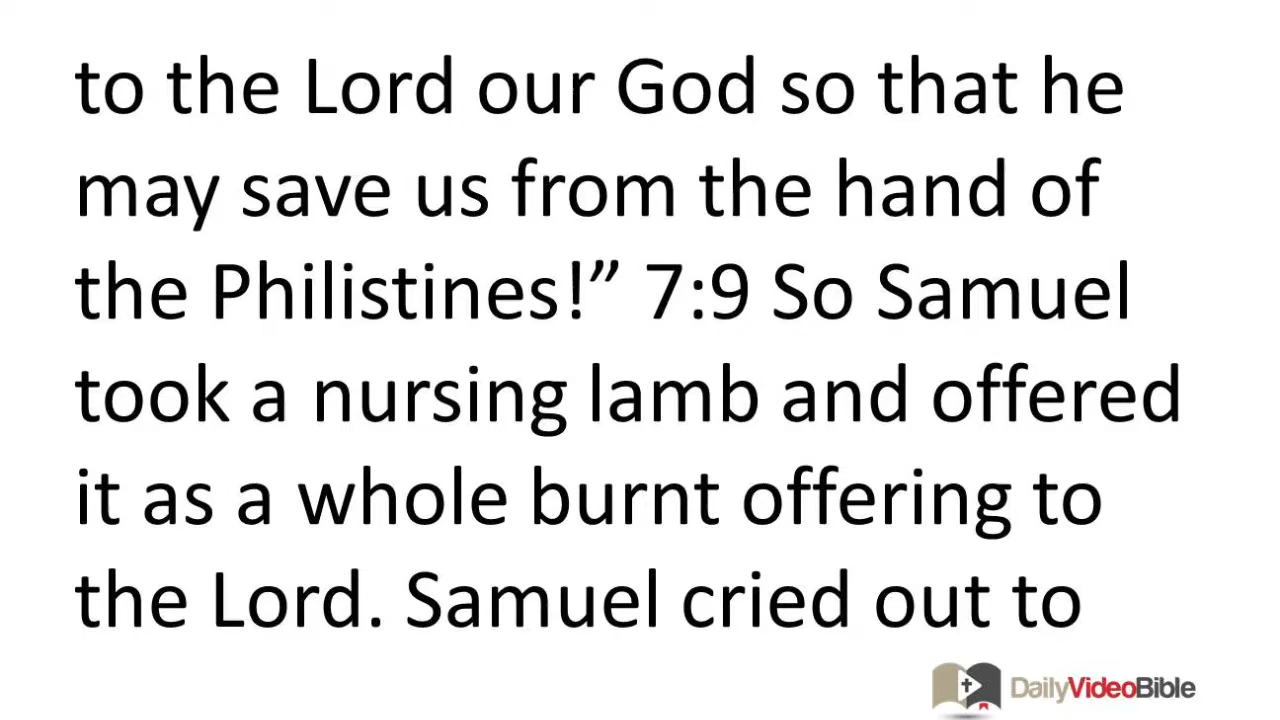 to the Lord our God so that he
may save us from the hand of
the Philistines!” 7:9 So Samuel
took a nursing lamb and offered
it as a whole burnt offering to
the Lord. Samuel cried out to
DailyVideoBible